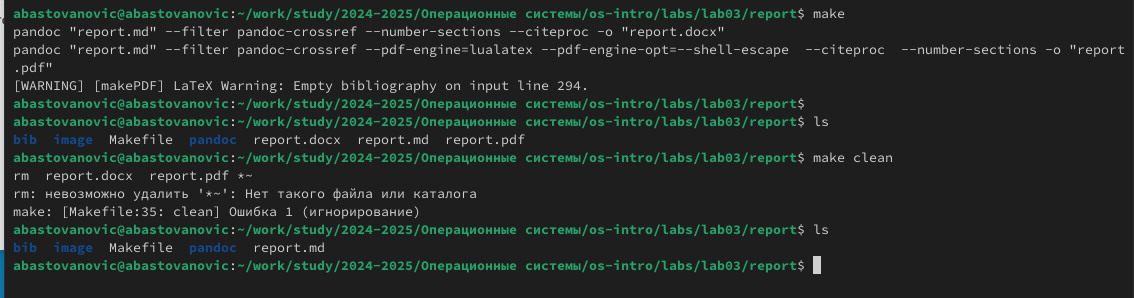 abastovanovic@abastovanovic:~/work/study/2024-2025/Операционные системы/os-intro/labs/lab03/report$ make
pandoc "report.md" --filter pandoc-crossref --number-sections --citeproc -o "report.docx"
pandoc "report.md" --filter pandoc-crossref --pdf-engine=lualatex --pdf-engine-opt=--shell-escape  --citeproc  --number-sections -o "report
.pdf"
[WARNING] [makePDF] LaTeX Warning: Empty bibliography on input line 294.
abastovanovic@abastovanovic:~/work/study/2024-2025/Операционные системы/os-intro/labs/lab03/report$
abastovanovic@abastovanovic:~/work/study/2024-2025/Операционные системы/os-intro/labs/lab03/report$ ls
bib  image  Makefile  pandoc  report.docx  report.md  report.pdf
abastovanovic@abastovanovic:~/work/study/2024-2025/Операционные системы/os-intro/labs/lab03/report$ make clean
rm  report.docx  report.pdf *~
rm: невозможно удалить '*~': Нет такого файла или каталога
make: [Makefile:35: clean] Ошибка 1 (игнорирование)
abastovanovic@abastovanovic:~/work/study/2024-2025/Операционные системы/os-intro/labs/lab03/report$ ls
bib  image  Makefile  pandoc  report.md
abastovanovic@abastovanovic:~/work/study/2024-2025/Операционные системы/os-intro/labs/lab03/report$